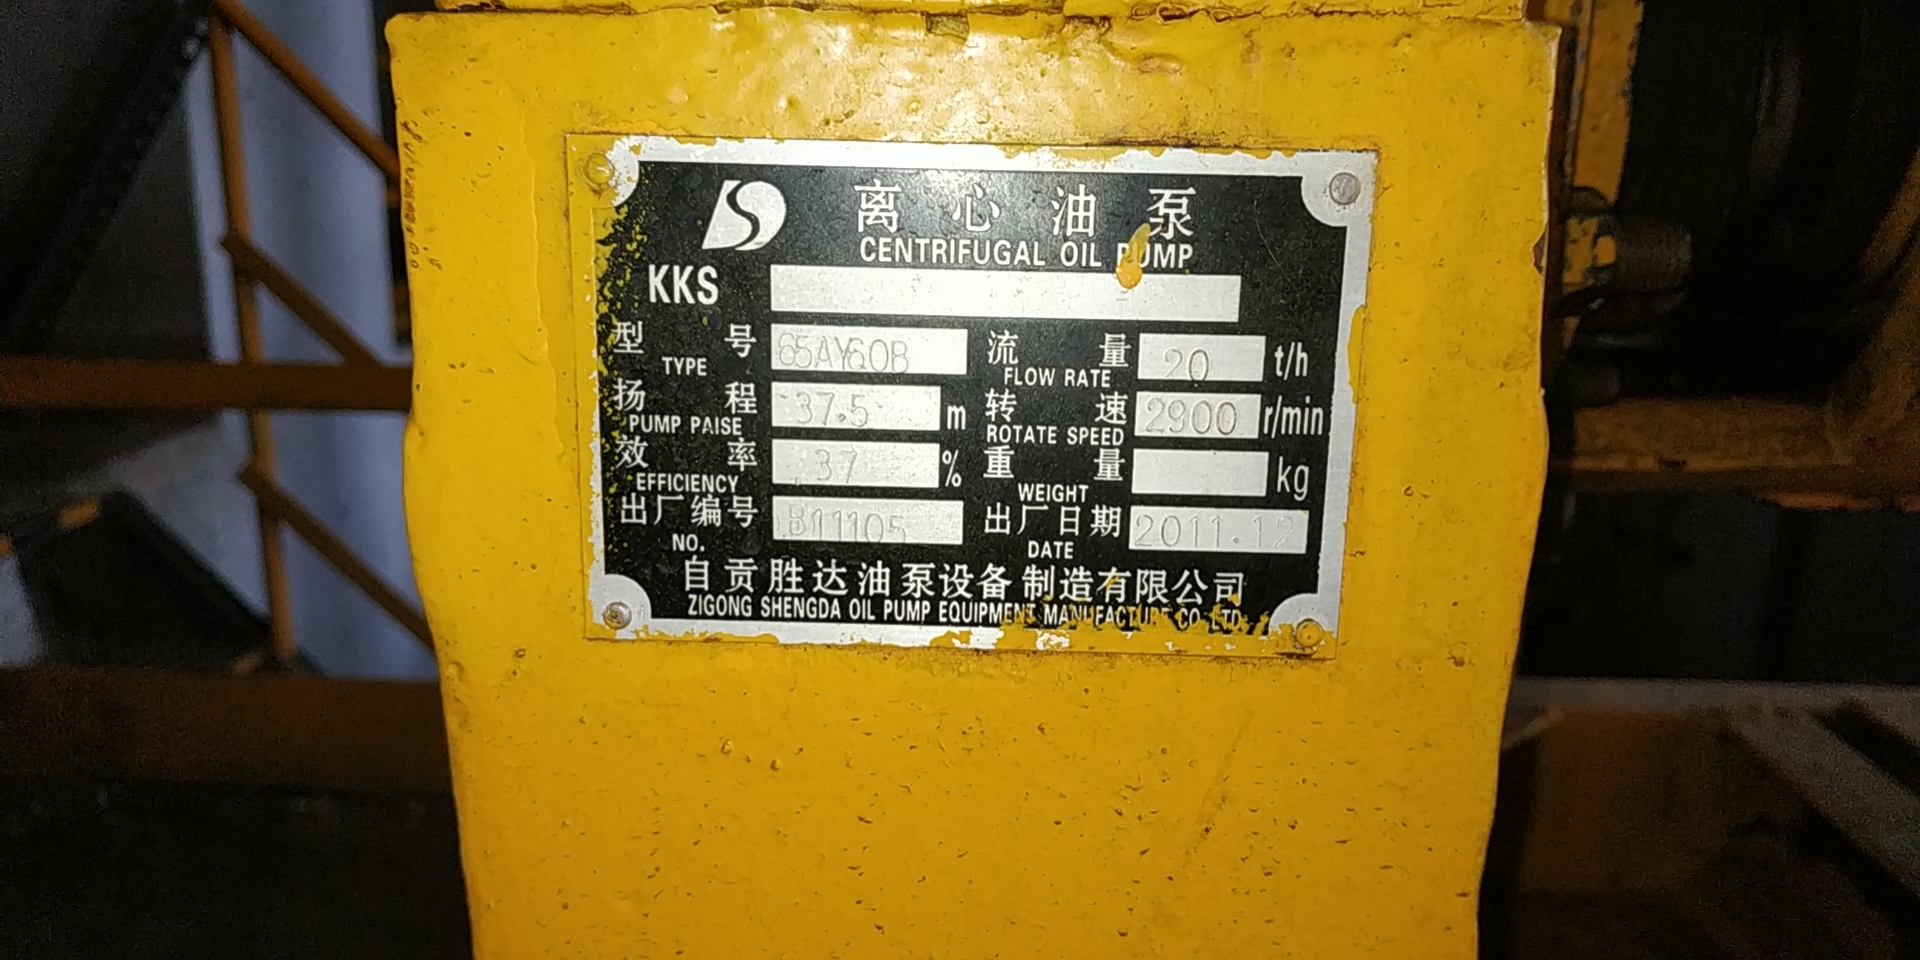 离心油泵
CENTRIFUGAL OIL PUMP
KKS
型号 65AY60B 流量 20 t/h
TYPE FLOW RATE
扬程 37.5 m 转速 2900 r/min
PUMP PAISE ROTATE SPEED
效率 37 % 重量 kg
EFFICIENCY WEIGHT
出厂编号 B11105 出厂日期 2011.12
NO. DATE
自贡胜达油泵设备制造有限公司
ZIGONG SHENGDA OIL PUMP EQUIPMENT MANUFACTURE CO.LTD.